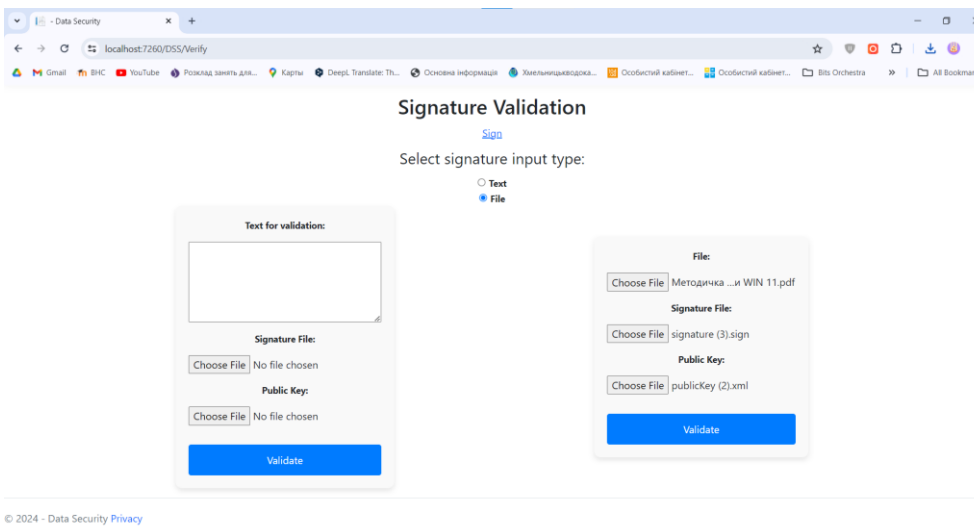 - Data Security
localhost:7260/DSS/Verify
Gmail
ВНС
YouTube
Розклад занять для...
Карты
DeepL Translate: Th...
Основна інформація
Хмельницькводока...
Особистий кабінет...
Особистий кабінет...
Bits Orchestra
All Bookmar
Signature Validation
Sign
Select signature input type:
Text
File
Text for validation:
Signature File:
Choose File No file chosen
Public Key:
Choose File No file chosen
Validate
File:
Choose File Методичка ...и WIN 11.pdf
Signature File:
Choose File signature (3).sign
Public Key:
Choose File publicKey (2).xml
Validate
© 2024 - Data Security Privacy